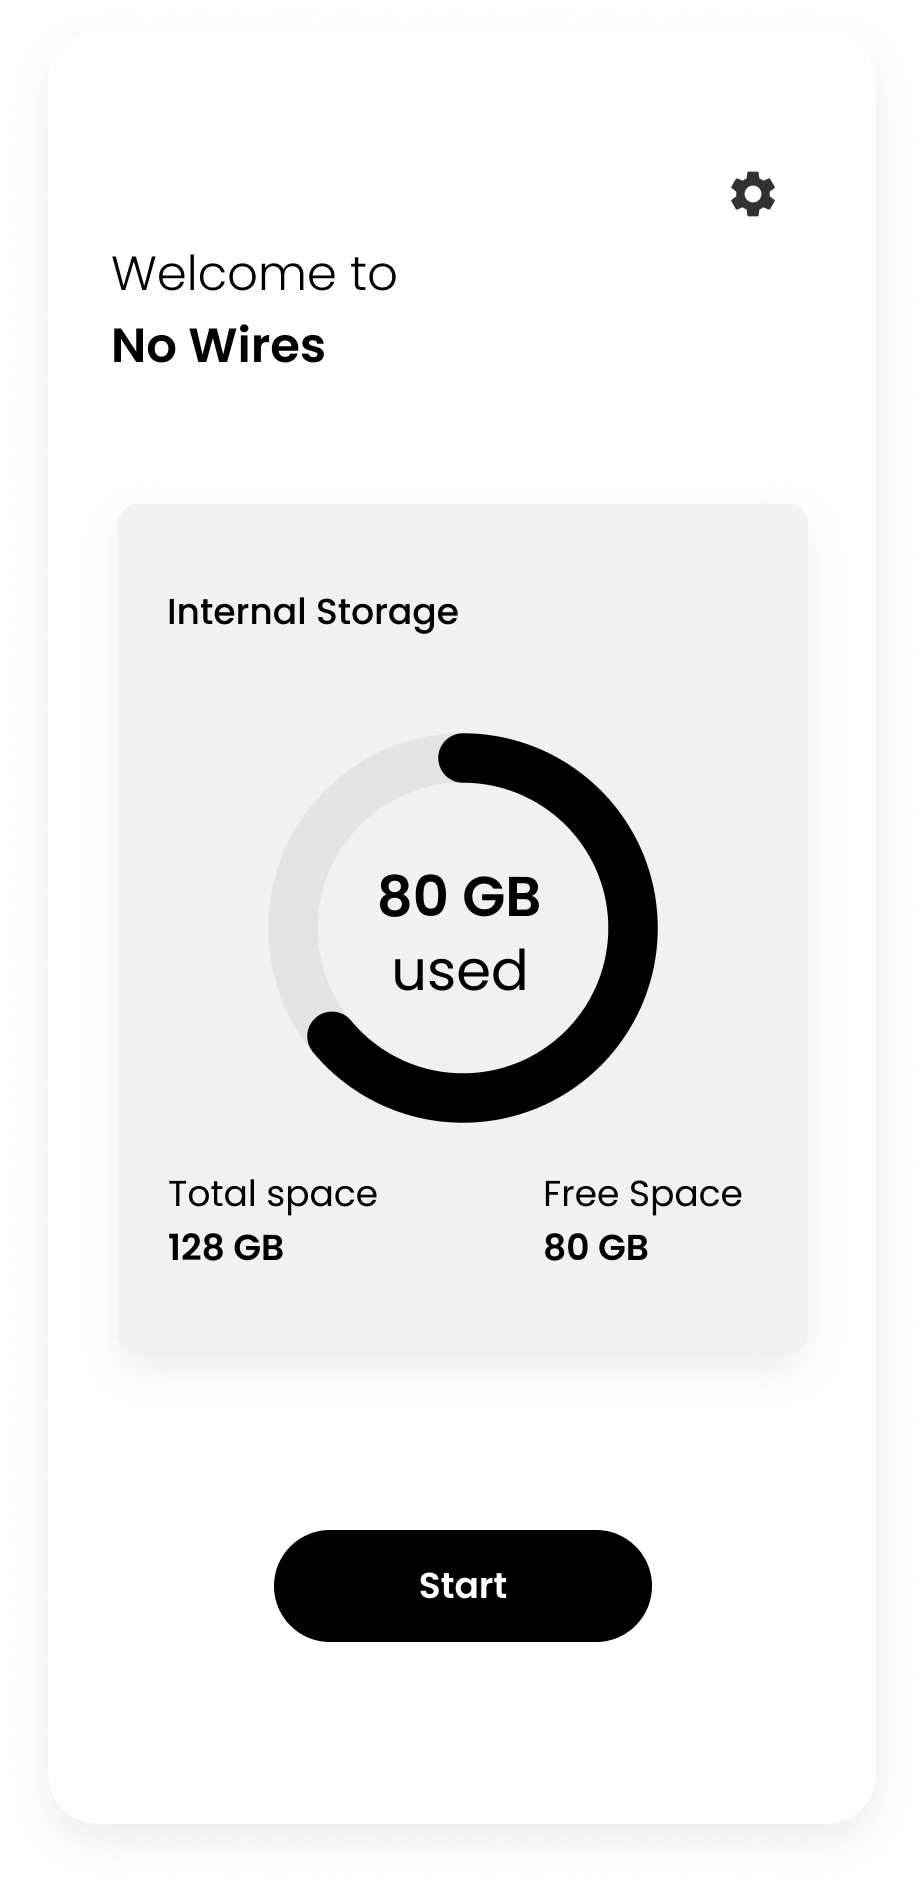 Welcome to
No Wires
Internal Storage
80 GB
used
Total space
128 GB
Free Space
80 GB
Start